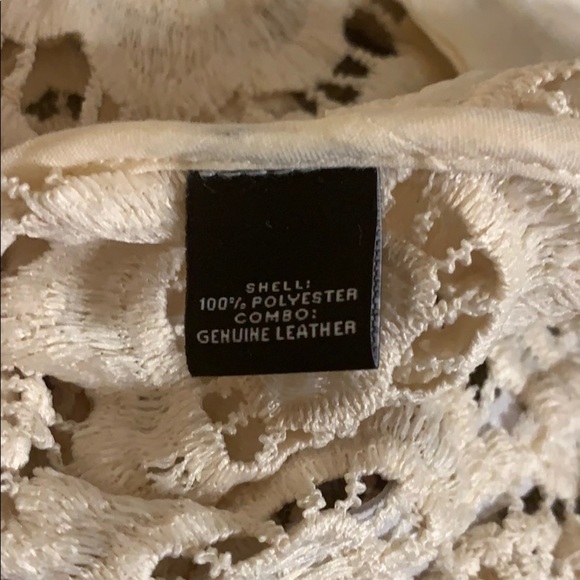 SHELL:
100% POLYESTER
COMBO:
GENUINE LEATHER